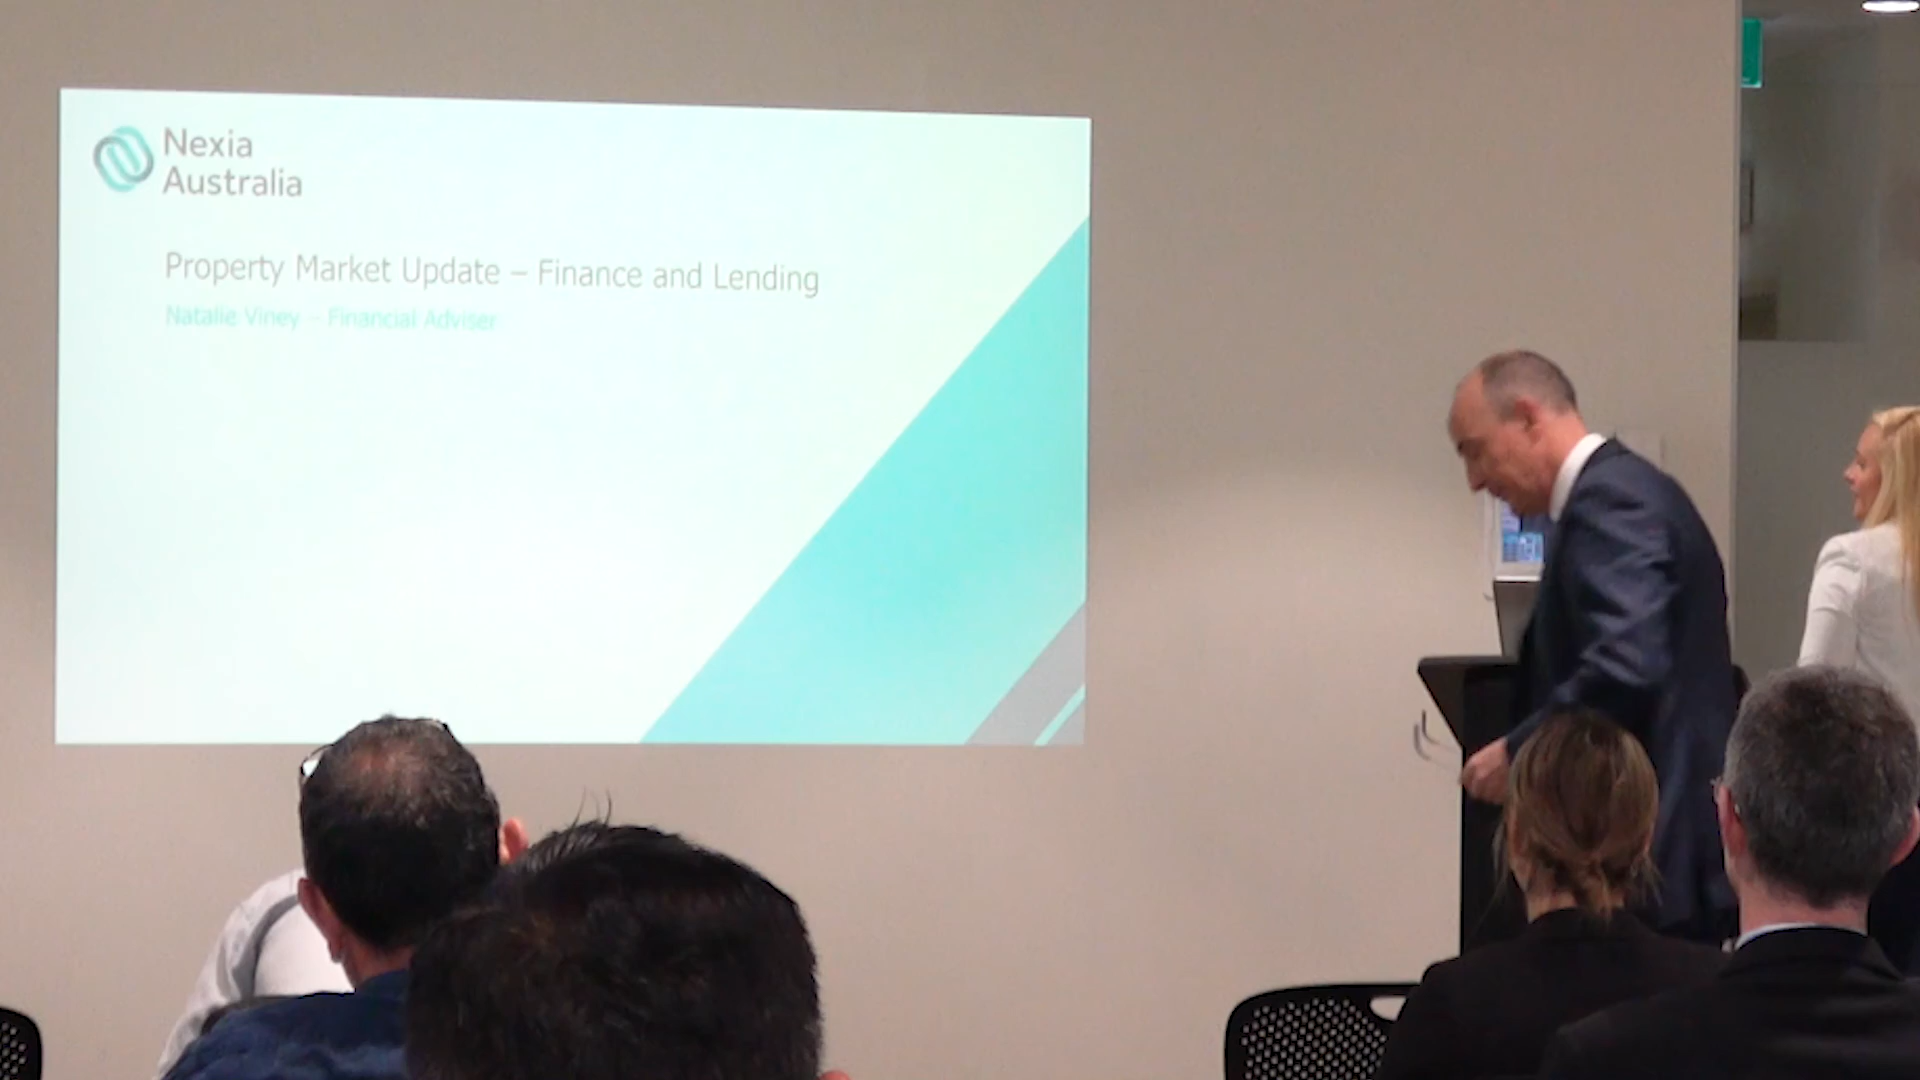 Nexia
Australia
Property Market Update – Finance and Lending
Natalie Viney – Financial Adviser